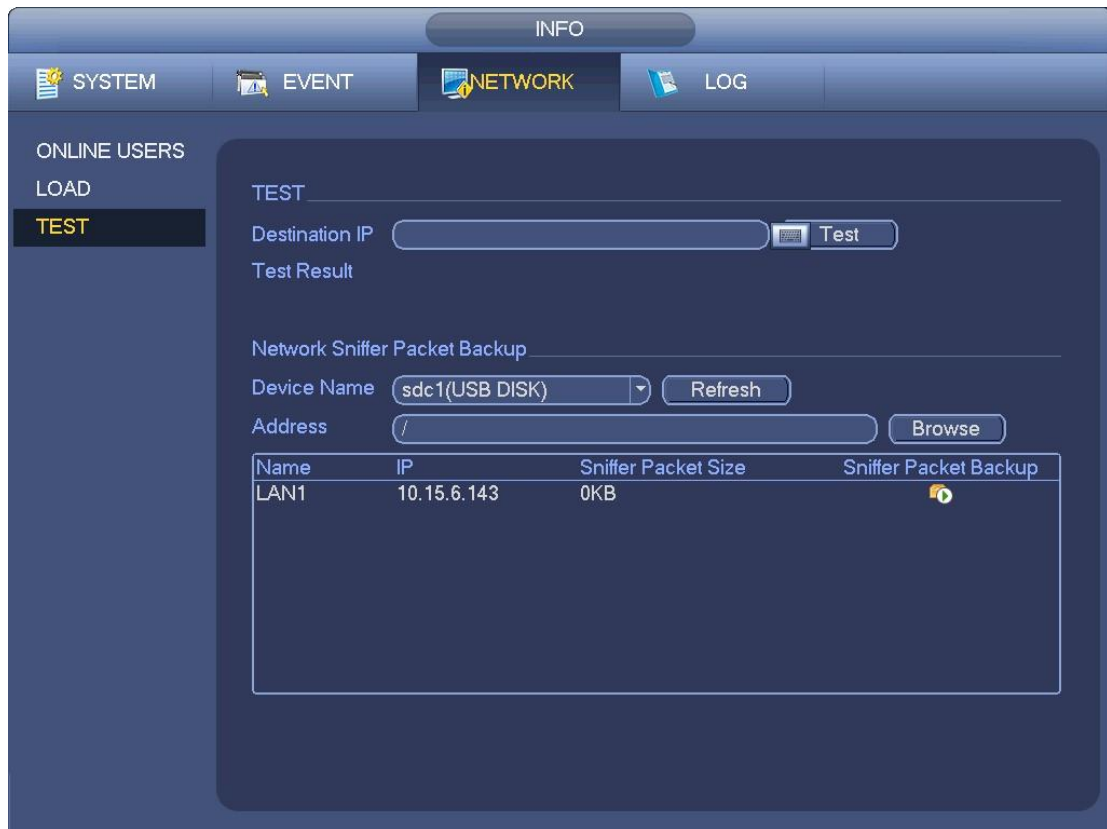 INFO
SYSTEM EVENT NETWORK LOG
ONLINE USERS
LOAD
TEST
TEST
Destination IP Test
Test Result
Network Sniffer Packet Backup
Device Name sdc1(USB DISK) Refresh
Address / Browse
Name IP Sniffer Packet Size Sniffer Packet Backup
LAN1 10.15.6.143 0KB